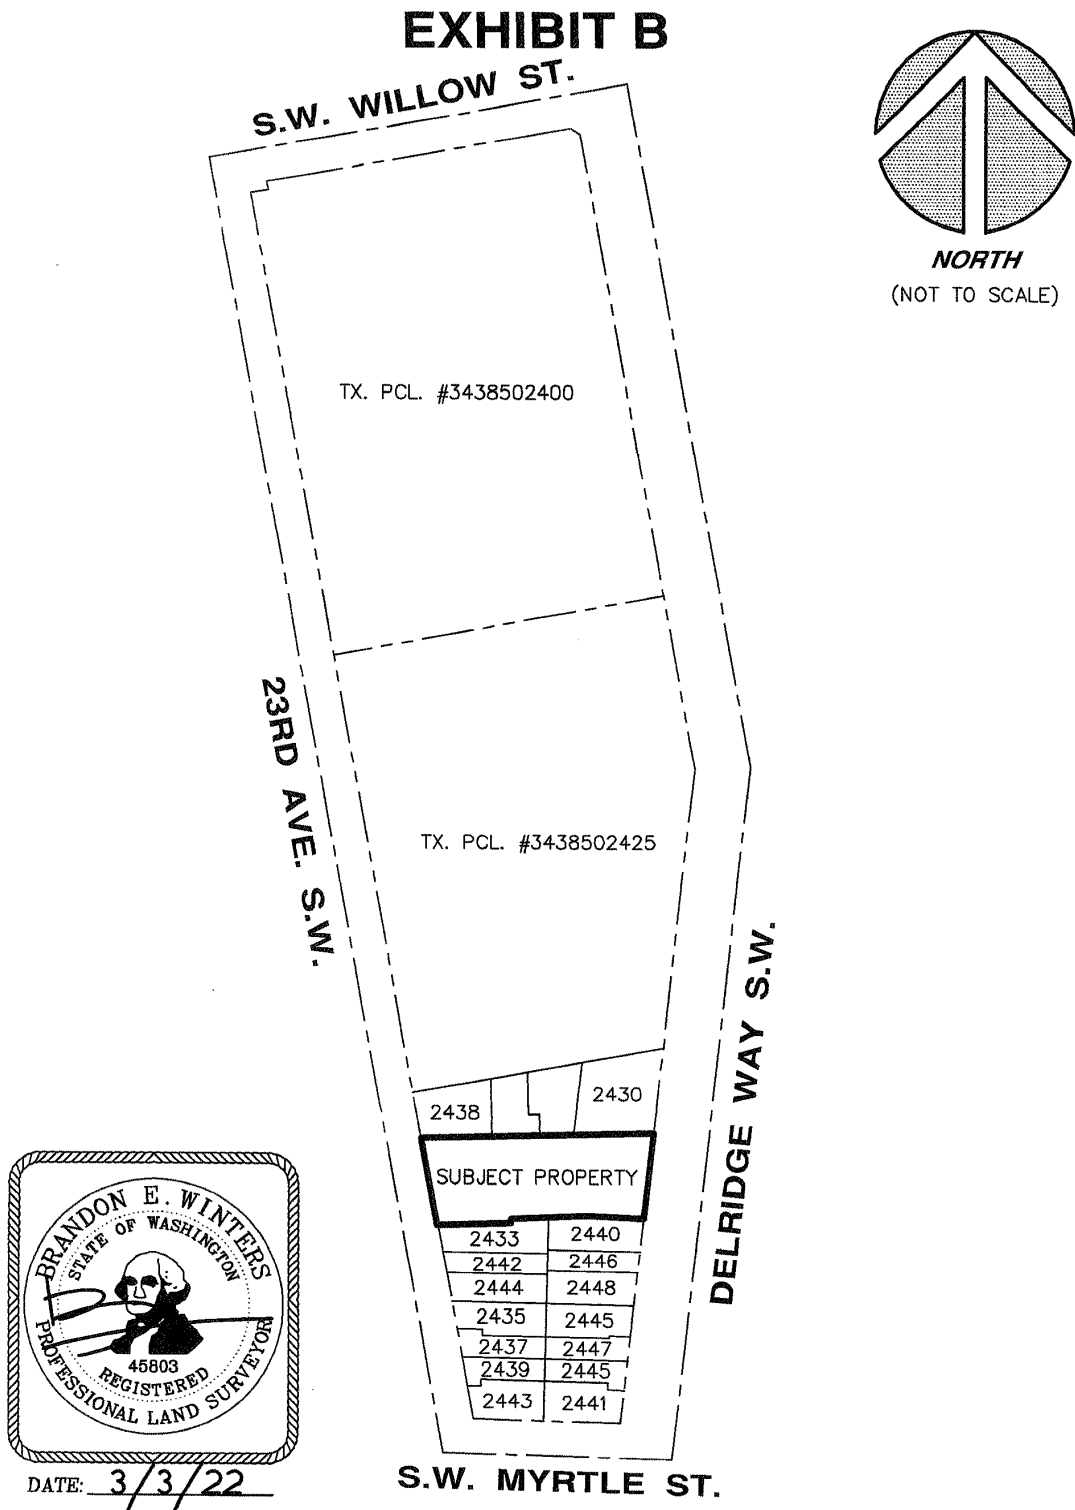 EXHIBIT B
S.W. WILLOW ST.
NORTH
(NOT TO SCALE)
TX. PCL. #3438502400
23RD AVE. S.W.
TX. PCL. #3438502425
DELRIDGE WAY S.W.
2438
2430
SUBJECT PROPERTY
2433 2440
2442 2446
2444 2448
2435 2445
2437 2447
2439 2445
2443 2441
S.W. MYRTLE ST.
BRANDON E. WINTERS
STATE OF WASHINGTON
45803
REGISTERED
PROFESSIONAL LAND SURVEYOR
DATE: 3/3/22